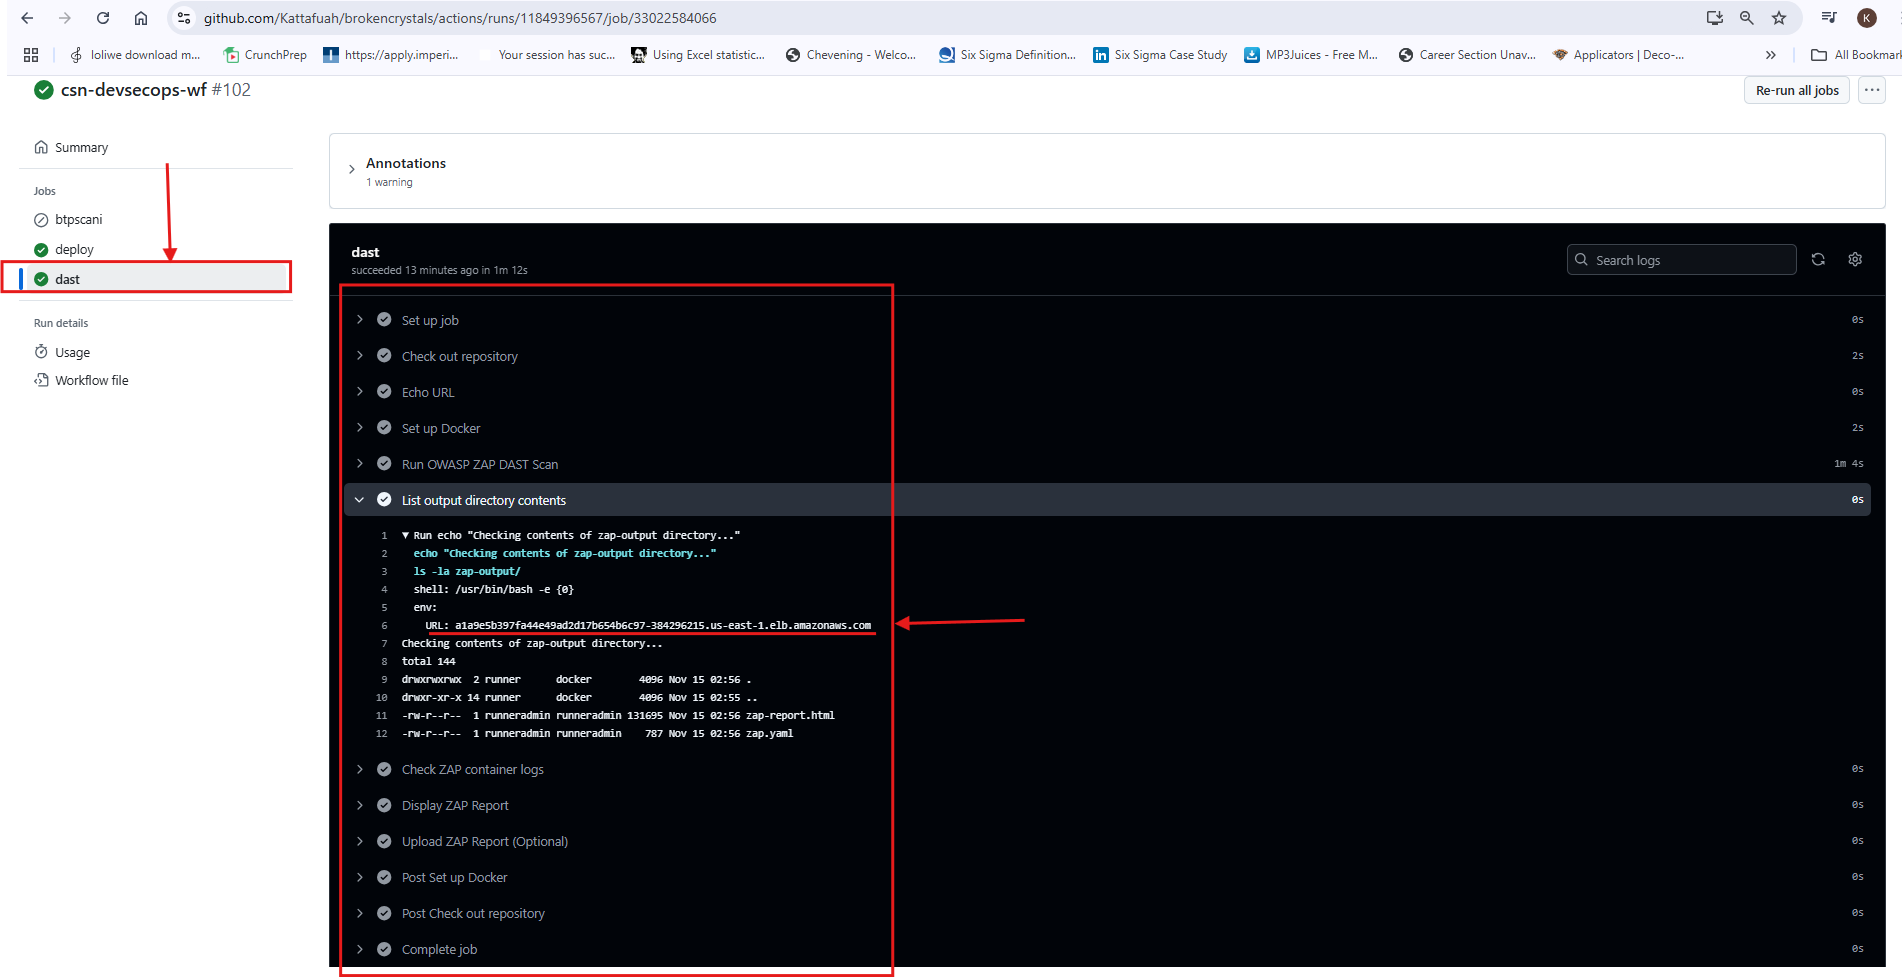 github.com/Kattafuah/brokencrystals/actions/runs/11849396567/job/33022584066
K
loliwe download m...
CrunchPrep
https://apply.imperi...
Your session has suc...
Using Excel statistic...
Chevening - Welco...
Six Sigma Definition...
Six Sigma Case Study
MP3Juices - Free M...
Career Section Unav...
Applicators | Deco-...
All Bookmar
csn-devsecops-wf #102
Re-run all jobs
Summary
Jobs
btpscani
deploy
dast
Run details
Usage
Workflow file
Annotations
1 warning
dast
succeeded 13 minutes ago in 1m 12s
Search logs
Set up job 0s
Check out repository 2s
Echo URL 0s
Set up Docker 2s
Run OWASP ZAP DAST Scan 1m 4s
List output directory contents 0s
1 ▼ Run echo "Checking contents of zap-output directory..."
2 echo "Checking contents of zap-output directory..."
3 ls -la zap-output/
4 shell: /usr/bin/bash -e {0}
5 env:
6 URL: a1a9e5b397fa44e49ad2d17b654b6c97-384296215.us-east-1.elb.amazonaws.com
7 Checking contents of zap-output directory...
8 total 144
9 drwxrwxrwx 2 runner docker 4096 Nov 15 02:56 .
10 drwxr-xr-x 14 runner docker 4096 Nov 15 02:55 ..
11 -rw-r--r-- 1 runneradmin runneradmin 131695 Nov 15 02:56 zap-report.html
12 -rw-r--r-- 1 runneradmin runneradmin 787 Nov 15 02:56 zap.yaml
Check ZAP container logs 0s
Display ZAP Report 0s
Upload ZAP Report (Optional) 0s
Post Set up Docker 0s
Post Check out repository 0s
Complete job 0s